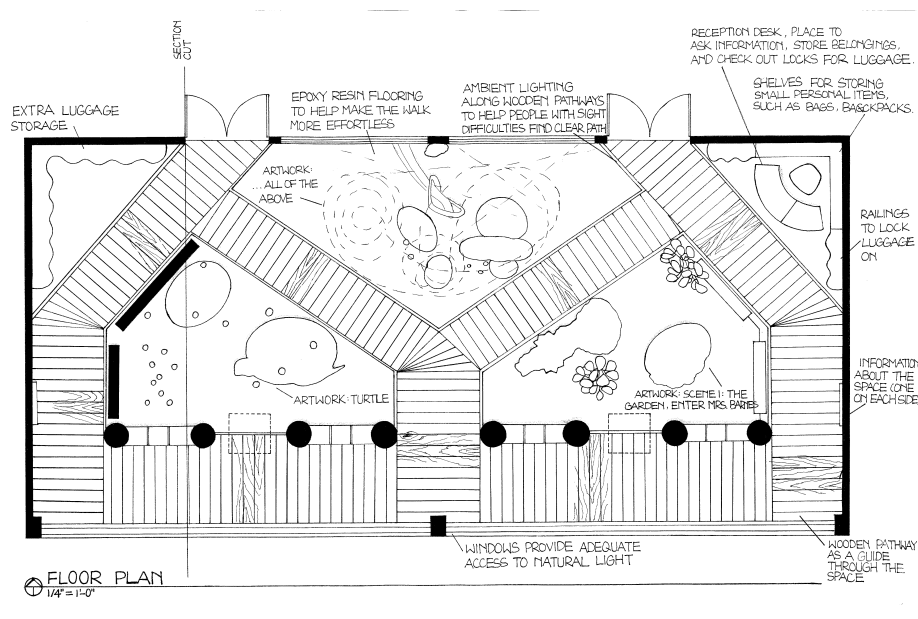 SECTION
CUT
RECEPTION DESK, PLACE TO
ASK INFORMATION, STORE BELONGINGS,
AND CHECK OUT LOCKS FOR LUGGAGE.
SHELVES FOR STORING
SMALL PERSONAL ITEMS,
SUCH AS BAGS, BACKPACKS.
EXTRA LUGGAGE
STORAGE
EPOXY RESIN FLOORING
TO HELP MAKE THE WALK
MORE EFFORTLESS
AMBIENT LIGHTING
ALONG WOODEN PATHWAYS
TO HELP PEOPLE WITH SIGHT
DIFFICULTIES FIND CLEAR PATH
ARTWORK:
...ALL OF THE
ABOVE
RAILINGS
TO LOCK
LUGGAGE
ON
INFORMATION
ABOUT THE
SPACE (ONE
ON EACH SIDE
ARTWORK: TURTLE
ARTWORK: SCENE I: THE
GARDEN, ENTER MRS. BARNES
WINDOWS PROVIDE ADEQUATE
ACCESS TO NATURAL LIGHT
WOODEN PATHWAY
AS A GUIDE
THROUGH THE
SPACE
FLOOR PLAN
1/4"=1'-0"